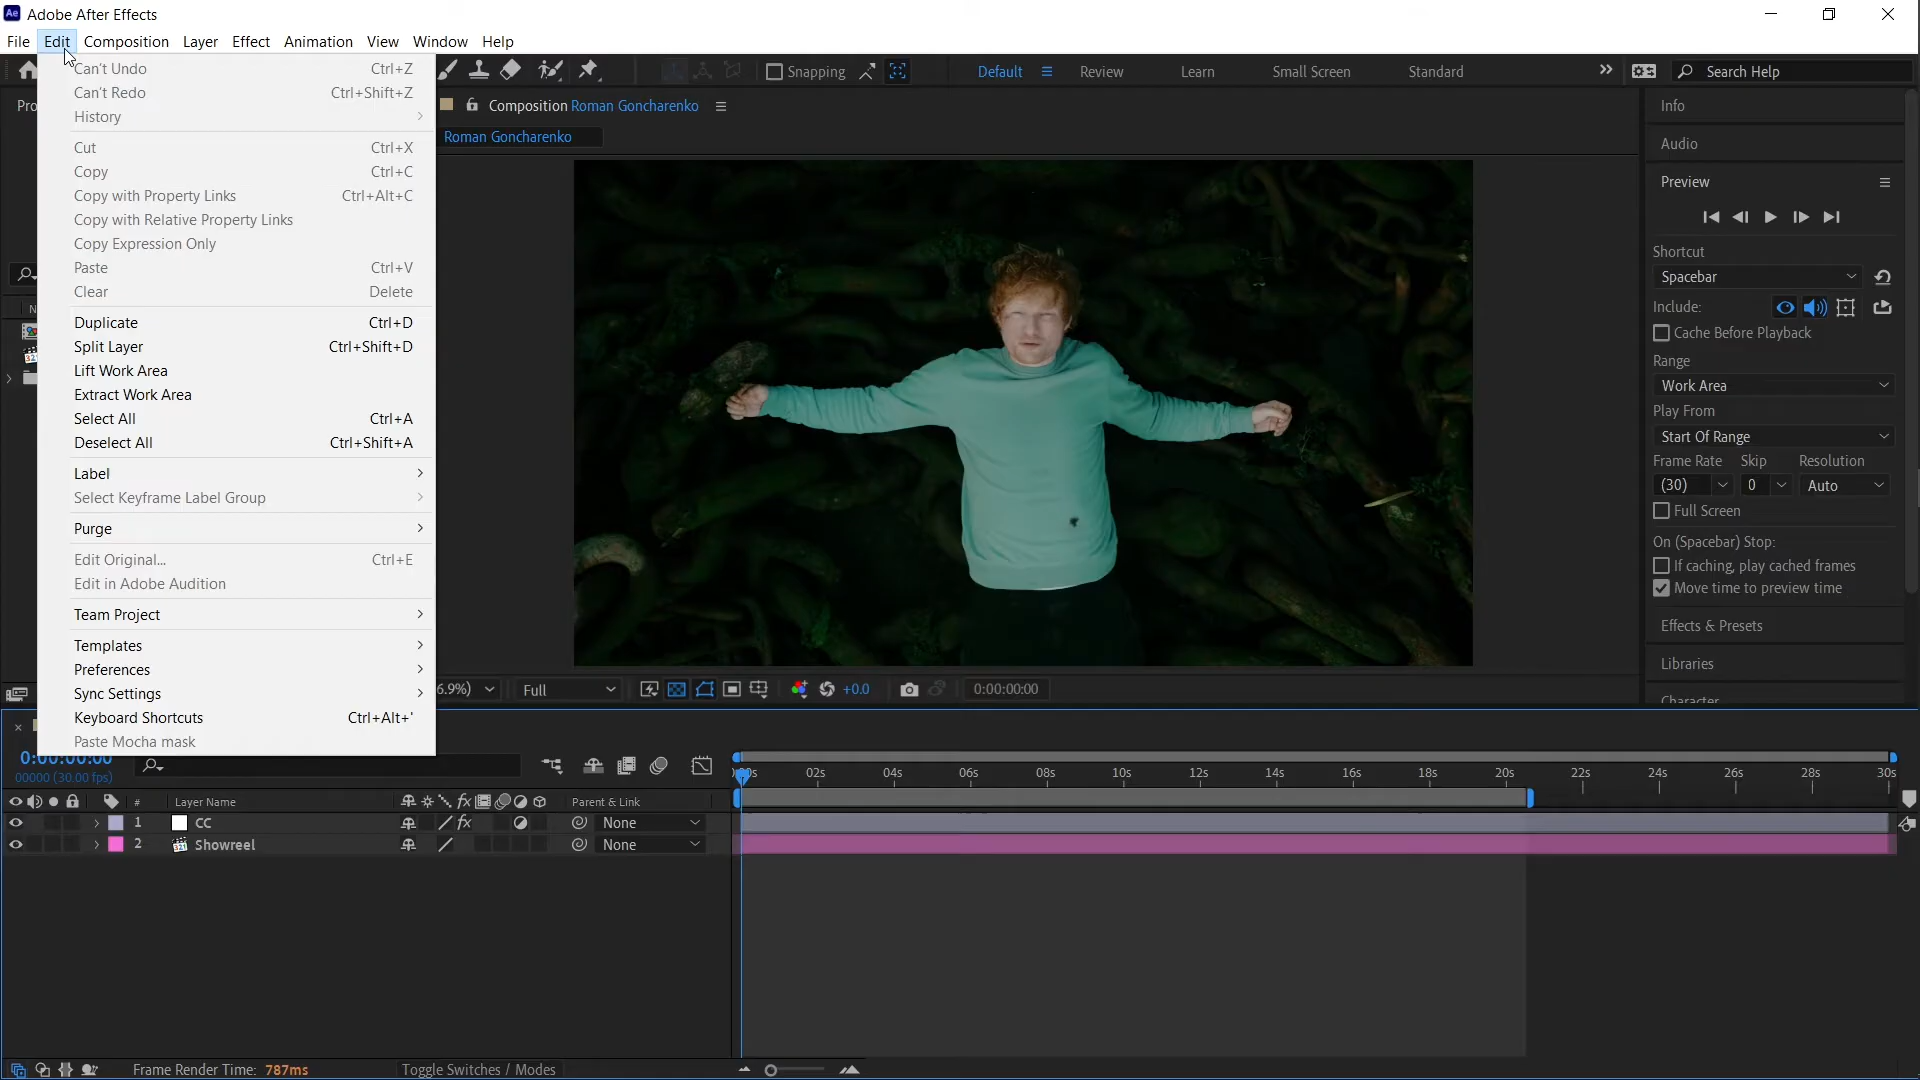 Ae Adobe After Effects
File Edit Composition Layer Effect Animation View Window Help
Can't Undo Ctrl+Z
Can't Redo Ctrl+Shift+Z
History
Cut Ctrl+X
Copy Ctrl+C
Copy with Property Links Ctrl+Alt+C
Copy with Relative Property Links
Copy Expression Only
Paste Ctrl+V
Clear Delete
Duplicate Ctrl+D
Split Layer Ctrl+Shift+D
Lift Work Area
Extract Work Area
Select All Ctrl+A
Deselect All Ctrl+Shift+A
Label
Select Keyframe Label Group
Purge
Edit Original... Ctrl+E
Edit in Adobe Audition
Team Project
Templates
Preferences
Sync Settings
Keyboard Shortcuts Ctrl+Alt+'
Paste Mocha mask
Snapping Default Review Learn Small Screen Standard Search Help
Pro
N
Composition Roman Goncharenko
Roman Goncharenko
6.9%) Full +0.0 0:00:00:00
Info
Audio
Preview
Shortcut
Spacebar
Include:
Cache Before Playback
Range
Work Area
Play From
Start Of Range
Frame Rate Skip Resolution
(30) 0 Auto
Full Screen
On (Spacebar) Stop:
If caching, play cached frames
Move time to preview time
Effects & Presets
Libraries
Character
0:00:00:00
00000 (30.00 fps)
02s 04s 06s 08s 10s 12s 14s 16s 18s 20s 22s 24s 26s 28s 30s
# Layer Name fx Parent & Link
1 CC fx None
2 Showreel None
Frame Render Time: 787ms Toggle Switches / Modes